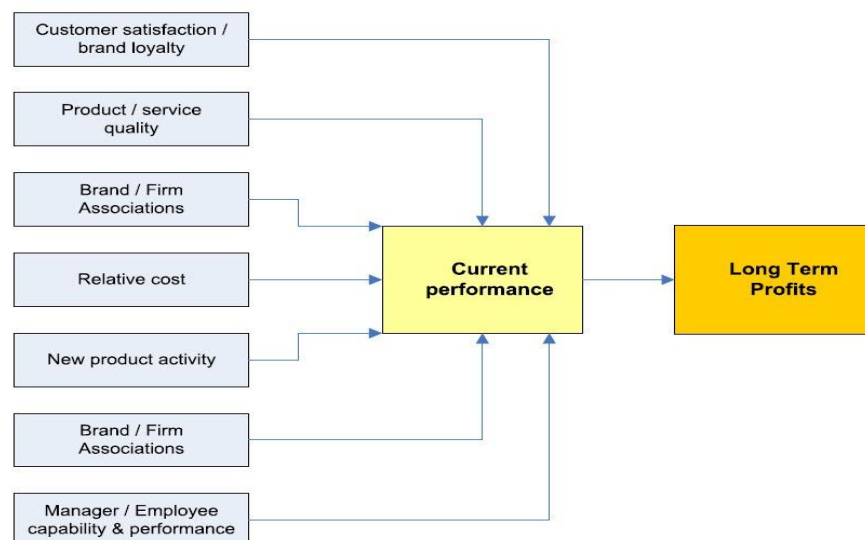 Customer satisfaction /
brand loyalty
Product / service
quality
Brand / Firm
Associations
Relative cost
New product activity
Brand / Firm
Associations
Manager / Employee
capability & performance
Current
performance
Long Term
Profits